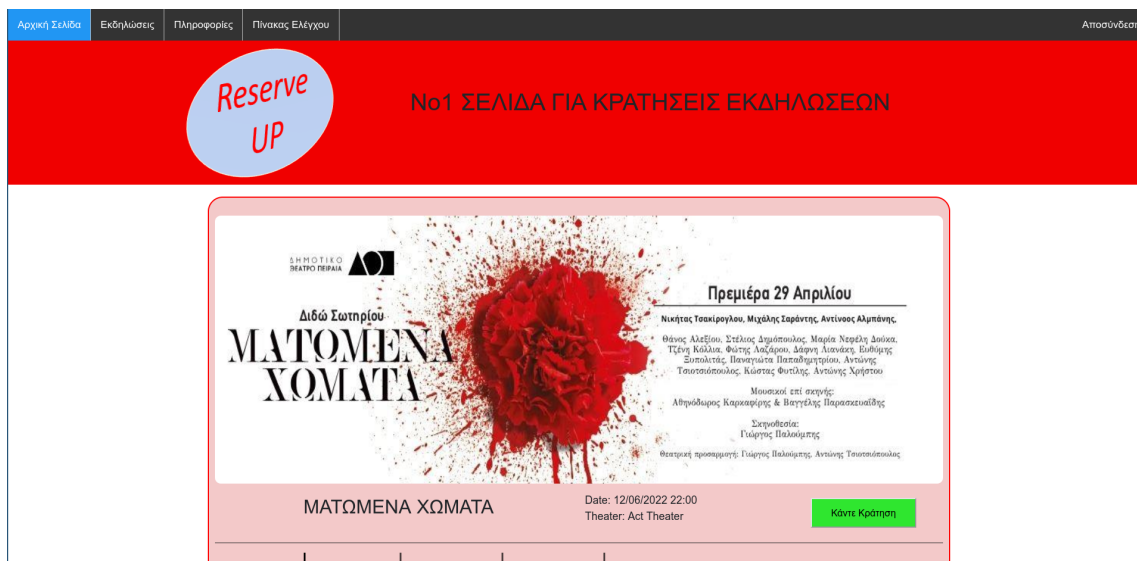 Αρχική Σελίδα Εκδηλώσεις Πληροφορίες Πίνακας Ελέγχου Αποσύνδεση
Reserve
UP
No1 ΣΕΛΙΔΑ ΓΙΑ ΚΡΑΤΗΣΕΙΣ ΕΚΔΗΛΩΣΕΩΝ
ΔΗΜΟΤΙΚΟ
ΘΕΑΤΡΟ ΠΕΙΡΑΙΑ
Διδώ Σωτηρίου
ΜΑΤΩΜΕΝΑ
ΧΩΜΑΤΑ
Πρεμιέρα 29 Απριλίου
Νικήτας Τσακίρογλου, Μιχάλης Σαράντης, Αντίνοος Αλμπάνης,
Θάνος Αλεξίου, Στέλιος Δημόπουλος, Μαρία Νεφέλη Δούκα,
Τζένη Κόλλια, Φώτης Λαζάρου, Δάφνη Λιανάκη, Ευθύμης
Ξυπολιτάς, Παναγιώτα Παπαδημητρίου, Αντώνης
Τσιοτσιόπουλος, Κώστας Φυτίλης, Αντώνης Χρήστου
Μουσικοί επί σκηνής:
Αθηνόδωρος Καρκαφίρης & Βαγγέλης Παρασκευαΐδης
Σκηνοθεσία:
Γιώργος Παλούμπης
Θεατρική προσαρμογή: Γιώργος Παλούμπης, Αντώνης Τσιοτσιόπουλος
ΜΑΤΩΜΕΝΑ ΧΩΜΑΤΑ
Date: 12/06/2022 22:00
Theater: Act Theater
Κάντε Κράτηση